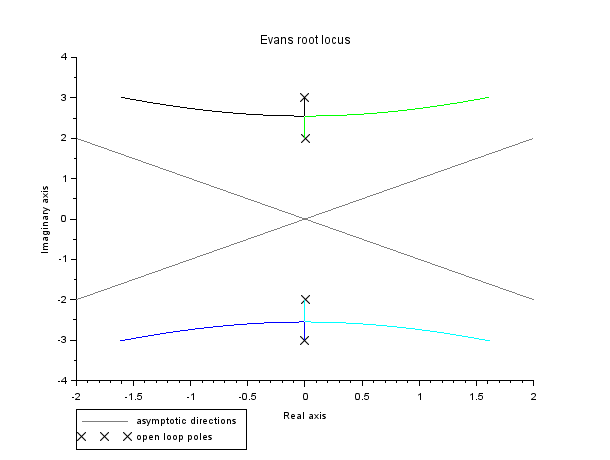 Evans root locus
4
3
2
1
0
-1
-2
-3
-4
Imaginary axis
-2 -1.5 -1 -0.5 0 0.5 1 1.5 2
Real axis
asymptotic directions
open loop poles